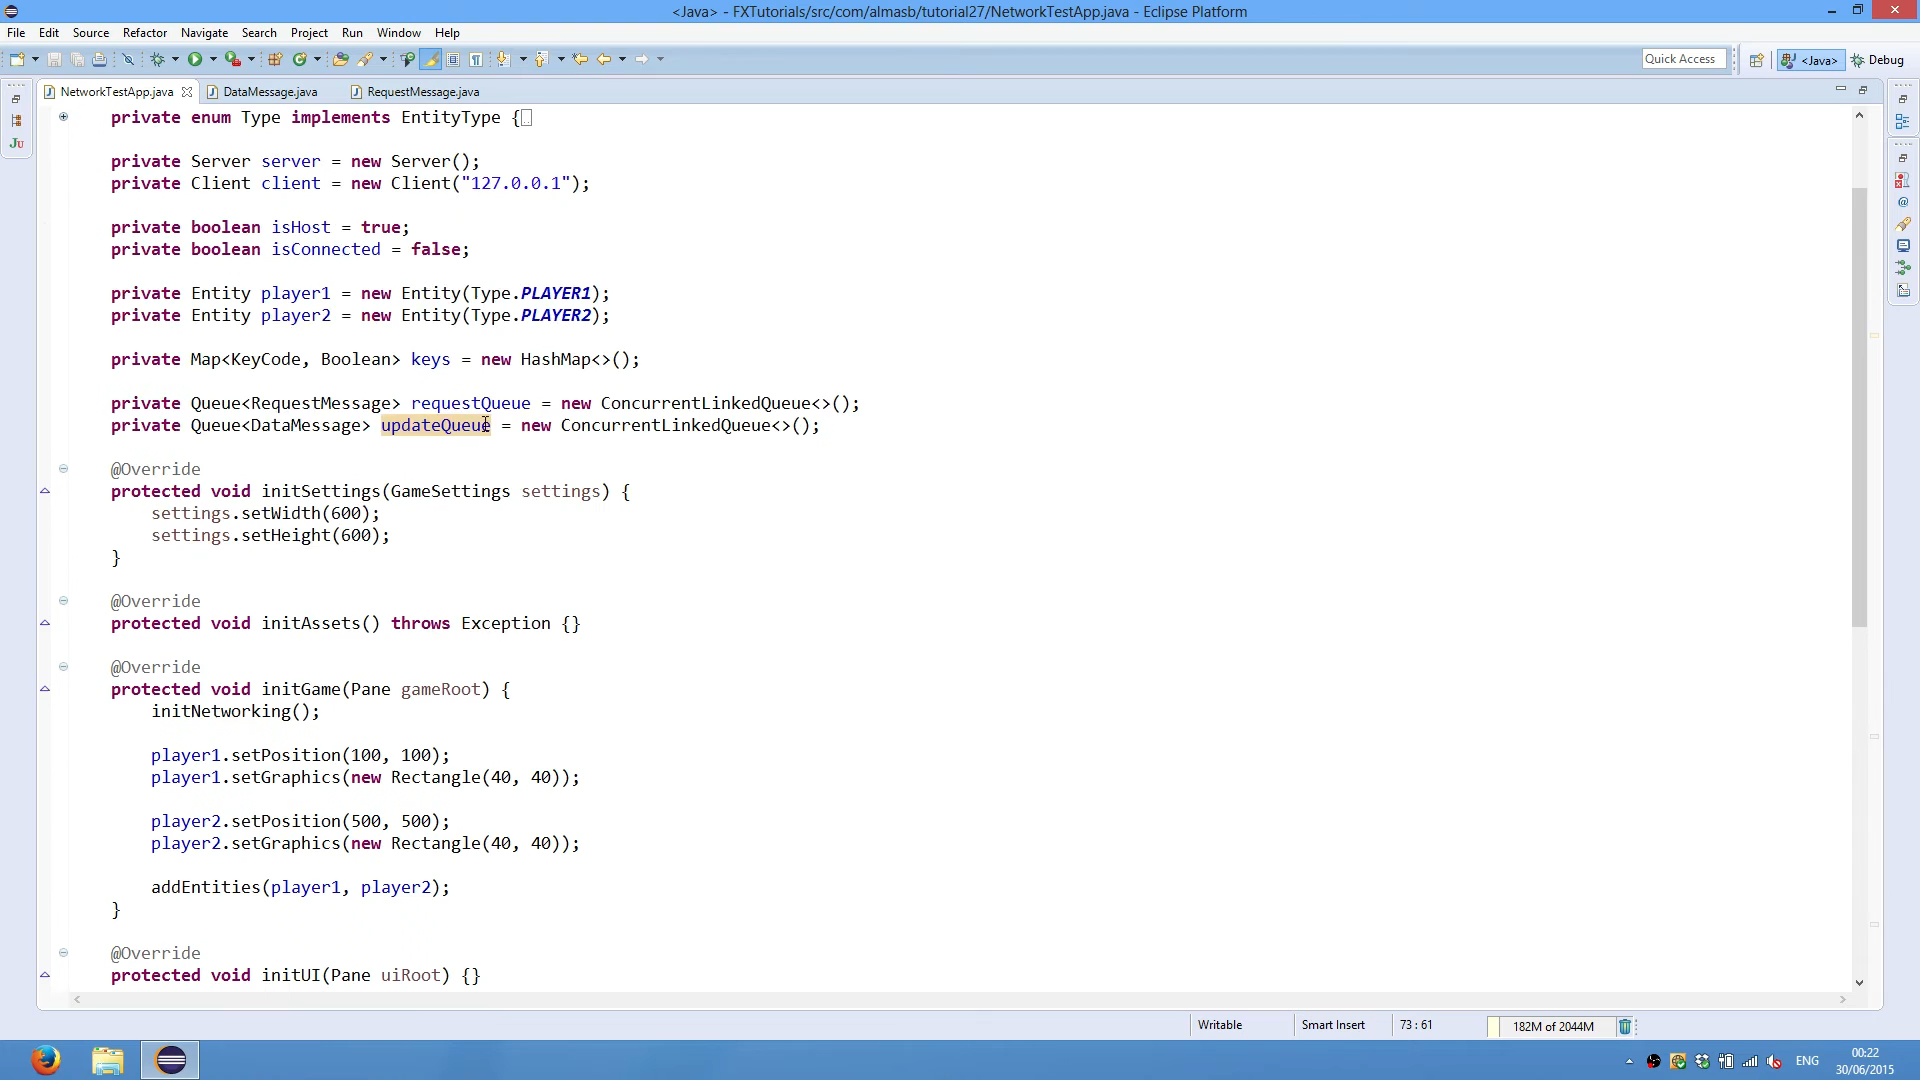 <Java> - FXTutorials/src/com/almasb/tutorial27/NetworkTestApp.java - Eclipse Platform
File Edit Source Refactor Navigate Search Project Run Window Help
Quick Access <Java> Debug
NetworkTestApp.java DataMessage.java RequestMessage.java
private enum Type implements EntityType {
private Server server = new Server();
private Client client = new Client("127.0.0.1");
private boolean isHost = true;
private boolean isConnected = false;
private Entity player1 = new Entity(Type.PLAYER1);
private Entity player2 = new Entity(Type.PLAYER2);
private Map<KeyCode, Boolean> keys = new HashMap<>();
private Queue<RequestMessage> requestQueue = new ConcurrentLinkedQueue<>();
private Queue<DataMessage> updateQueue = new ConcurrentLinkedQueue<>();
@Override
protected void initSettings(GameSettings settings) {
settings.setWidth(600);
settings.setHeight(600);
}
@Override
protected void initAssets() throws Exception {}
@Override
protected void initGame(Pane gameRoot) {
initNetworking();
player1.setPosition(100, 100);
player1.setGraphics(new Rectangle(40, 40));
player2.setPosition(500, 500);
player2.setGraphics(new Rectangle(40, 40));
addEntities(player1, player2);
}
@Override
protected void initUI(Pane uiRoot) {}
Writable Smart Insert 73 : 61 182M of 2044M
ENG
00:22
30/06/2015